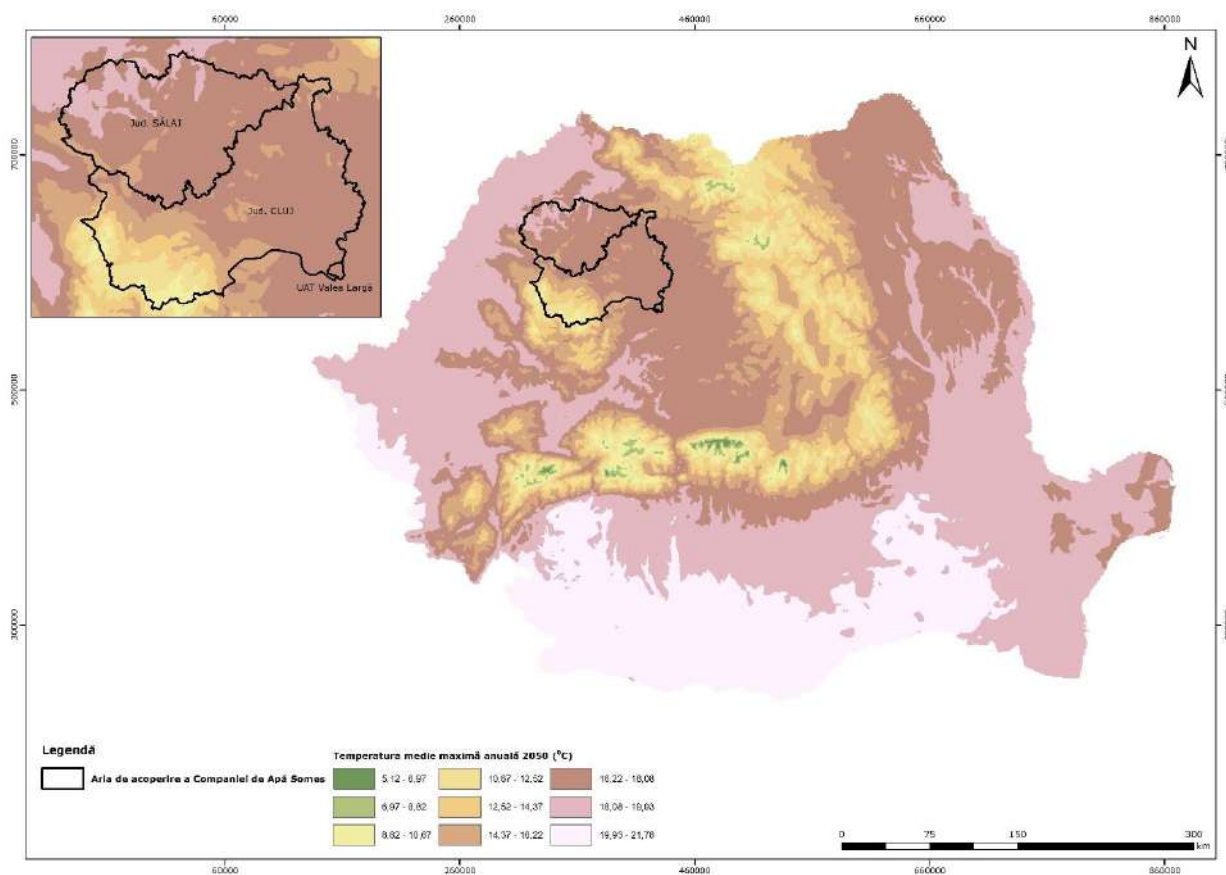 60000 260000 460000 660000 860000
N
Jud. SĂLAJ
Jud. CLUJ
UAT Valea Largă
700000
500000
300000
Legendă
Aria de acoperire a Companiei de Apă Someș
Temperatura medie maximă anuală 2050 (°C)
5,12 - 6,97
6,97 - 8,82
8,82 - 10,67
10,67 - 12,52
12,52 - 14,37
14,37 - 16,22
16,22 - 18,08
18,08 - 19,93
19,93 - 21,78
0 75 150 300
km
60000 260000 460000 660000 860000